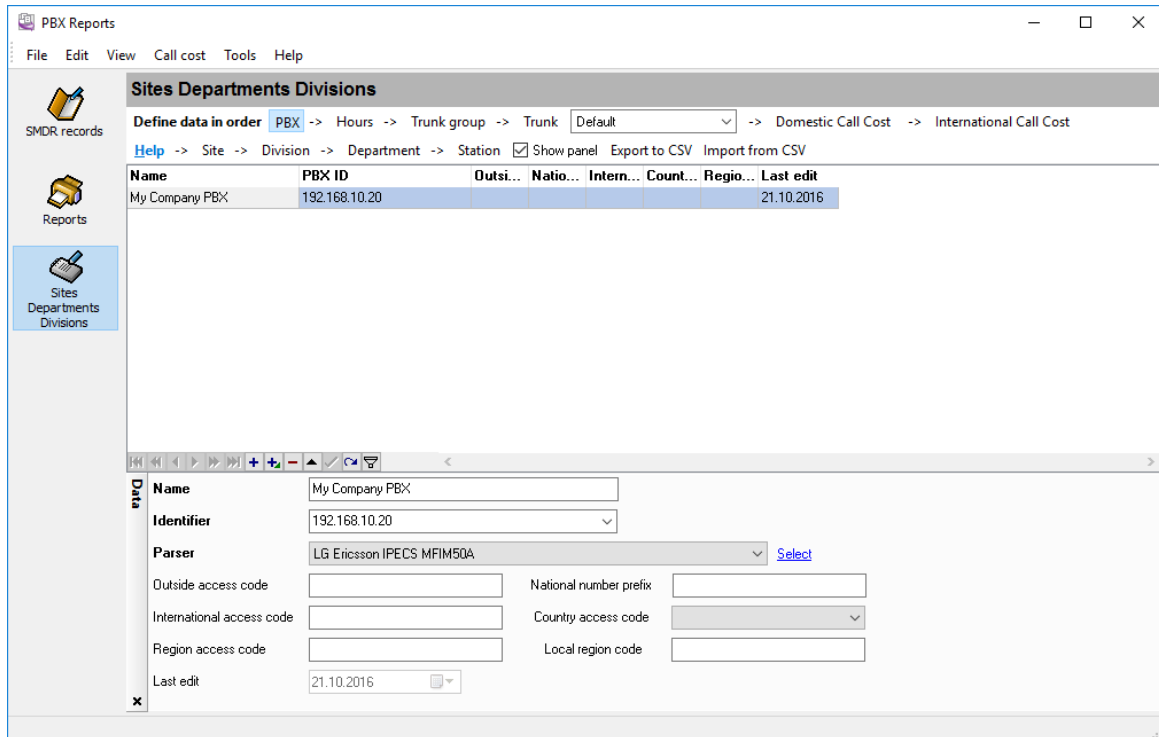 PBX Reports
File Edit View Call cost Tools Help
SMDR records
Reports
Sites
Departments
Divisions
Sites Departments Divisions
Define data in order PBX -> Hours -> Trunk group -> Trunk Default -> Domestic Call Cost -> International Call Cost
Help -> Site -> Division -> Department -> Station Show panel Export to CSV Import from CSV
Name PBX ID Outsi... Natio... Intern... Count... Regio... Last edit
My Company PBX 192.168.10.20 21.10.2016
Data
Name My Company PBX
Identifier 192.168.10.20
Parser LG Ericsson IPECS MFIM50A Select
Outside access code National number prefix
International access code Country access code
Region access code Local region code
Last edit 21.10.2016